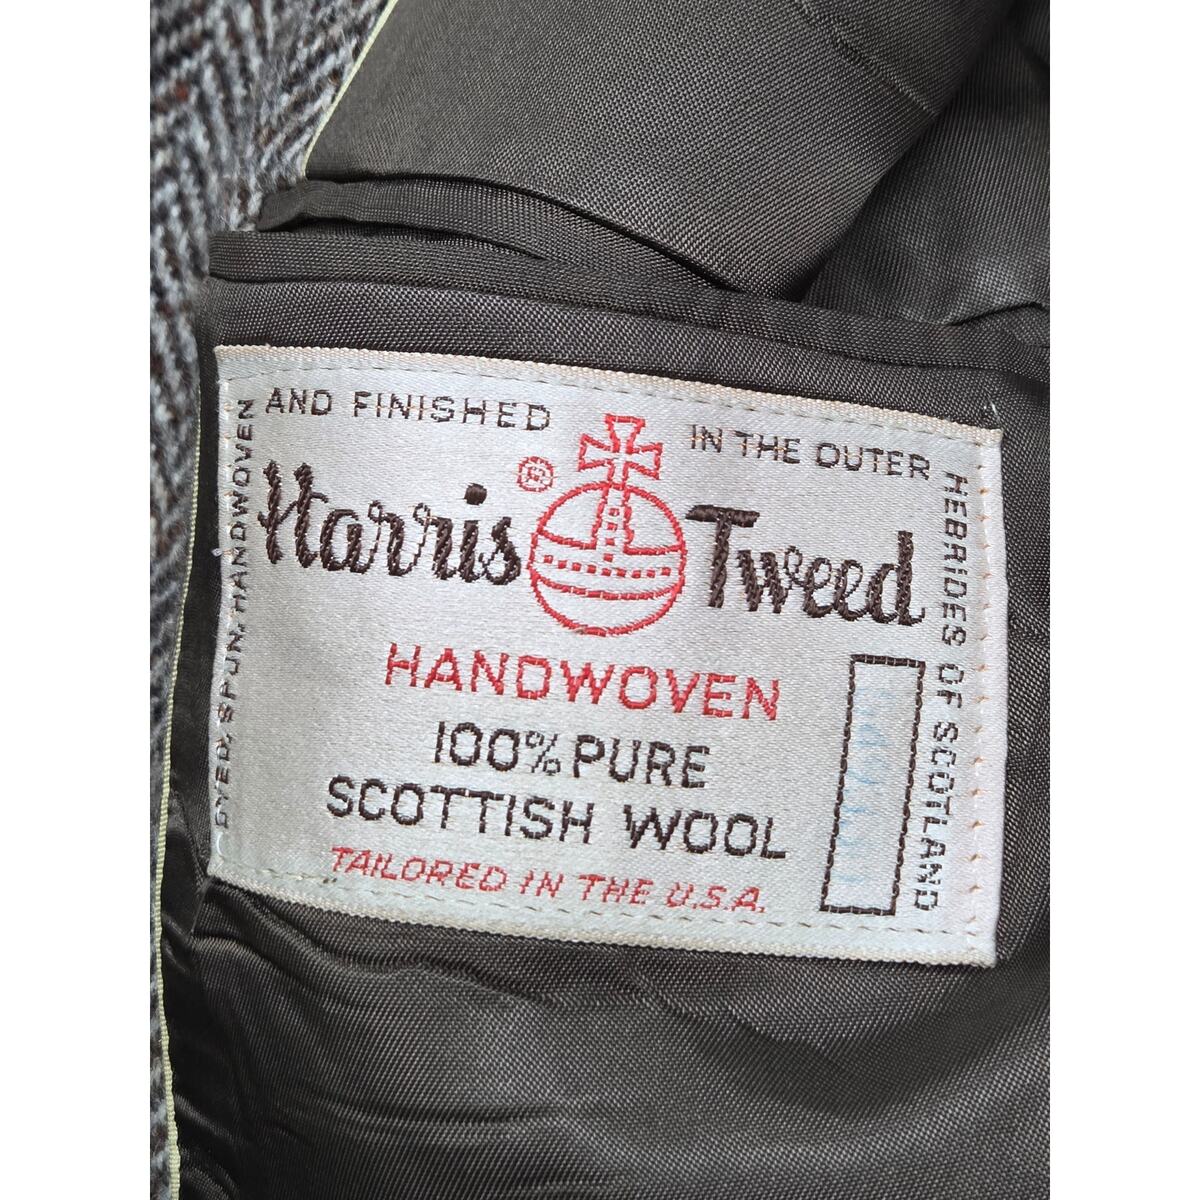 DYED, SPUN, HANDWOVEN
AND FINISHED
IN THE OUTER
HEBRIDES OF SCOTLAND
Harris ® Tweed
HANDWOVEN
100% PURE
SCOTTISH WOOL
TAILORED IN THE U.S.A.